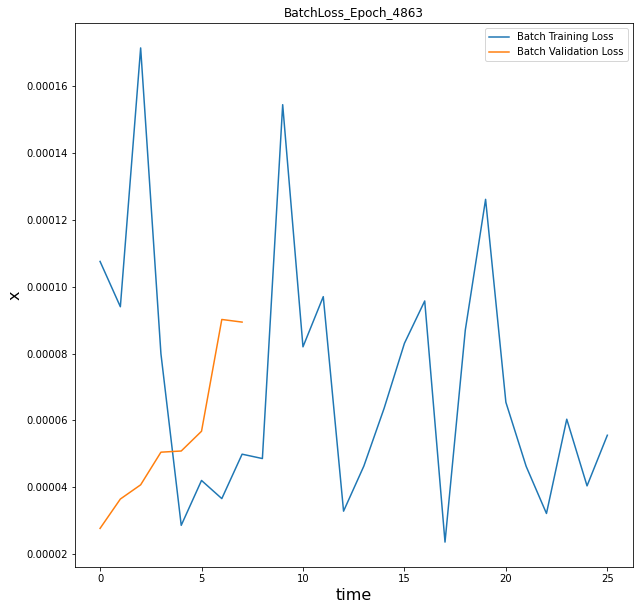 BatchLoss_Epoch_4863
Batch Training Loss
Batch Validation Loss
0.00016
0.00014
0.00012
0.00010
0.00008
0.00006
0.00004
0.00002
x
0 5 10 15 20 25
time